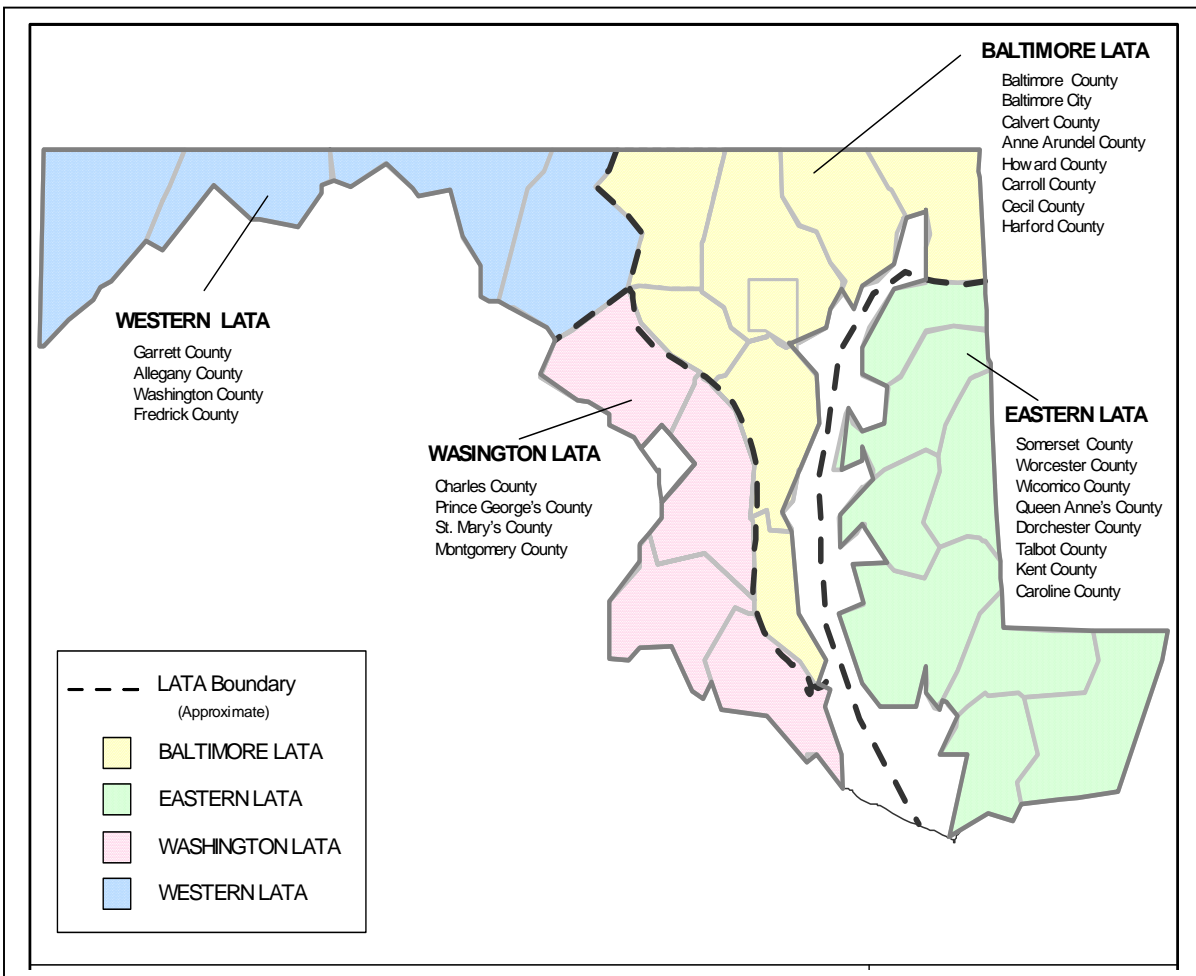 BALTIMORE LATA
Baltimore County
Baltimore City
Calvert County
Anne Arundel County
Howard County
Carroll County
Cecil County
Harford County
WESTERN LATA
Garrett County
Allegany County
Washington County
Fredrick County
WASINGTON LATA
Charles County
Prince George's County
St. Mary's County
Montgomery County
EASTERN LATA
Somerset County
Worcester County
Wicomico County
Queen Anne's County
Dorchester County
Talbot County
Kent County
Caroline County
LATA Boundary
(Approximate)
BALTIMORE LATA
EASTERN LATA
WASHINGTON LATA
WESTERN LATA